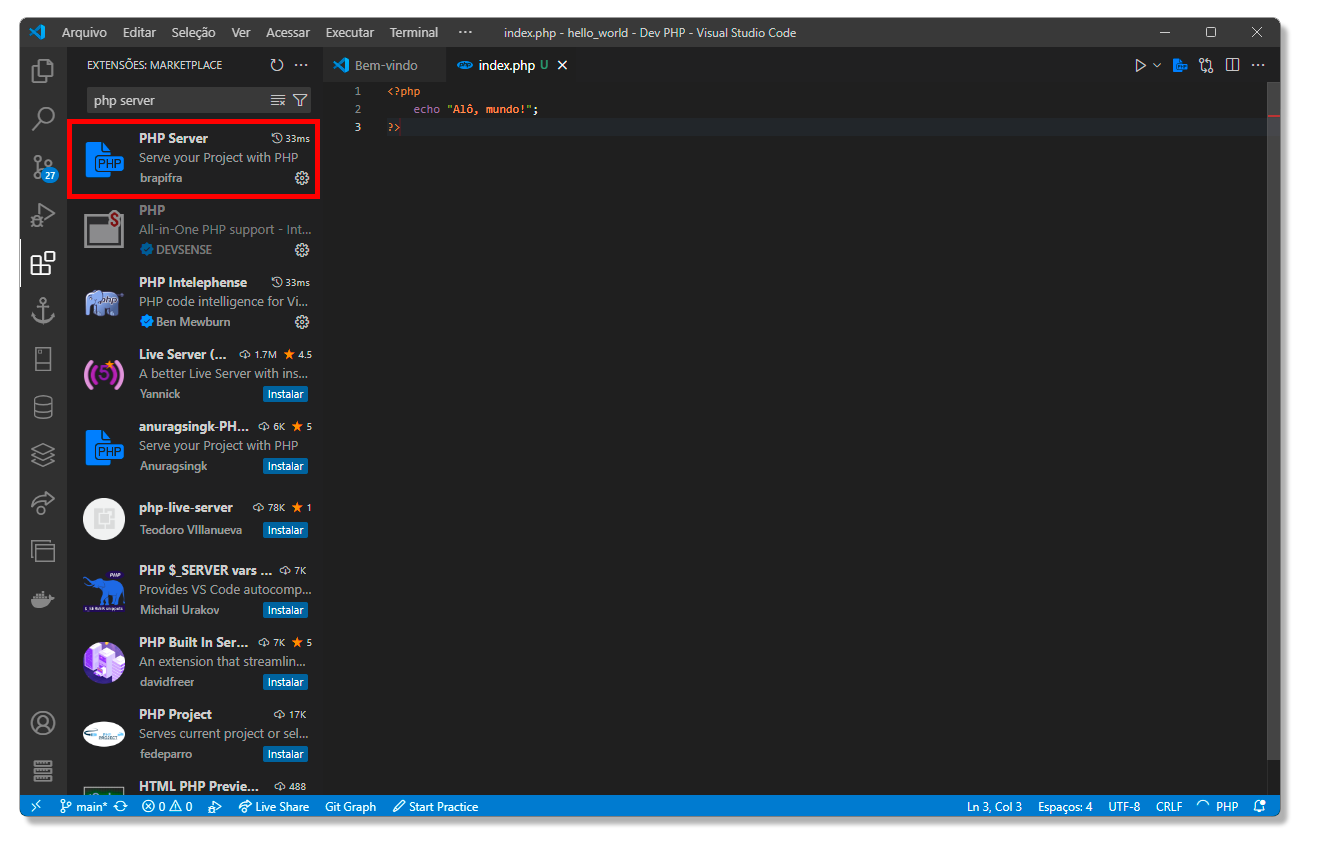 Arquivo Editar Seleção Ver Acessar Executar Terminal ··· index.php - hello_world - Dev PHP - Visual Studio Code
EXTENSÕES: MARKETPLACE
Bem-vindo
index.php U
php server
1 <?php
2 echo "Alô, mundo!";
3 ?>
27
PHP Server 33ms
Serve your Project with PHP
brapifra
PHP
All-in-One PHP support - Int...
DEVSENSE
PHP Intelephense 33ms
PHP code intelligence for Vi...
Ben Mewburn
Live Server (... 1.7M 4.5
A better Live Server with ins...
Yannick Instalar
anuragsingk-PH... 6K 5
Serve your Project with PHP
Anuragsingk Instalar
php-live-server 78K 1
Teodoro VIllanueva Instalar
PHP $_SERVER vars ... 7K
Provides VS Code autocomp...
Michail Urakov Instalar
PHP Built In Ser... 7K 5
An extension that streamlin...
davidfreer Instalar
PHP Project 17K
Serves current project or sel...
fedeparro Instalar
HTML PHP Previe... 488
main* 0 0 Live Share Git Graph Start Practice Ln 3, Col 3 Espaços: 4 UTF-8 CRLF PHP